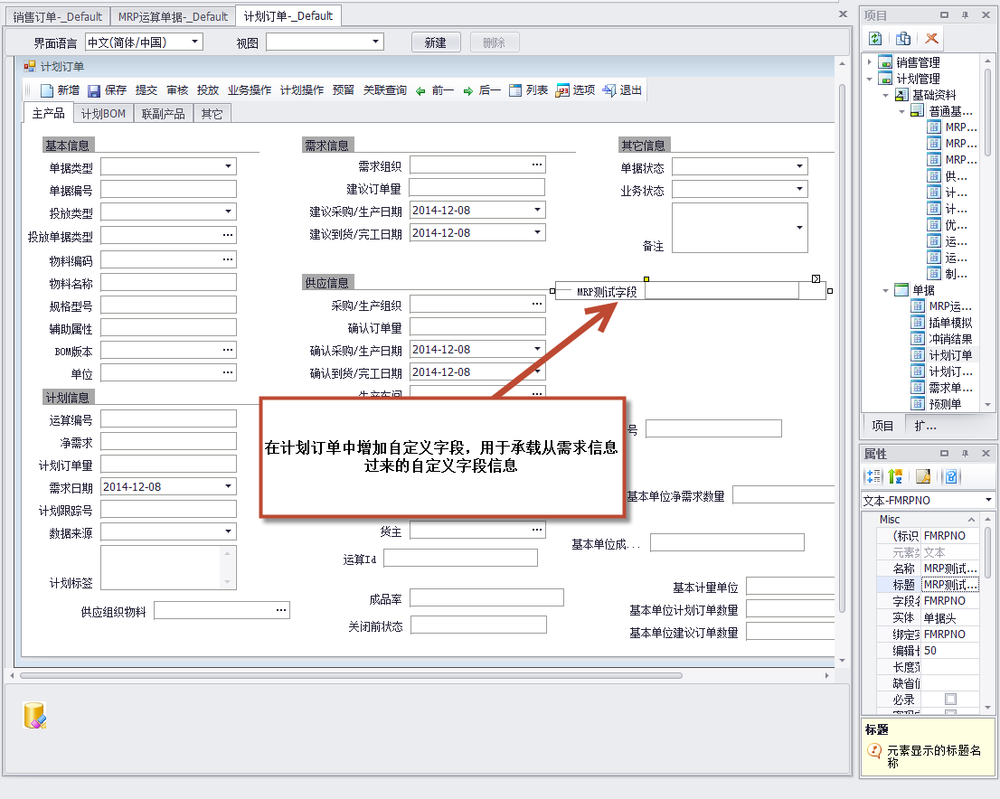 销售订单-_Default
MRP运算单据-_Default
计划订单-_Default
界面语言
中文(简体/中国)
视图
新建
删除
计划订单
新增
保存
提交
审核
投放
业务操作
计划操作
预留
关联查询
前一
后一
列表
选项
退出
主产品
计划BOM
联副产品
其它
基本信息
单据类型
单据编号
投放类型
投放单据类型
物料编码
物料名称
规格型号
辅助属性
BOM版本
单位
计划信息
运算编号
净需求
计划订单量
需求日期
2014-12-08
计划跟踪号
数据来源
计划标签
供应组织物料
需求信息
需求组织
建议订单量
建议采购/生产日期
2014-12-08
建议到货/完工日期
2014-12-08
供应信息
采购/生产组织
确认订单量
确认采购/生产日期
2014-12-08
确认到货/完工日期
2014-12-08
生产车间
货主
运算Id
成品率
关闭前状态
其它信息
单据状态
业务状态
备注
MRP测试字段
号
基本单位净需求数量
基本单位成...
基本计量单位
基本单位计划订单数量
基本单位建议订单数量
在计划订单中增加自定义字段，用于承载从需求信息
过来的自定义字段信息
项目
销售管理
计划管理
基础资料
普通基...
MRP...
MRP...
MRP...
供...
计...
计...
优...
运...
运...
制...
单据
MRP运...
插单模拟
冲销结果
计划订单
计划订...
需求单...
预测单
项目
扩...
属性
文本-FMRPNO
Misc
(标识
FMRPNO
元素类
文本
名称
MRP测试...
标题
MRP测试...
字段名
FMRPNO
实体
单据头
绑定实
FMRPNO
编辑长
50
长度范
缺省值
必录
标题
元素显示的标题名
称